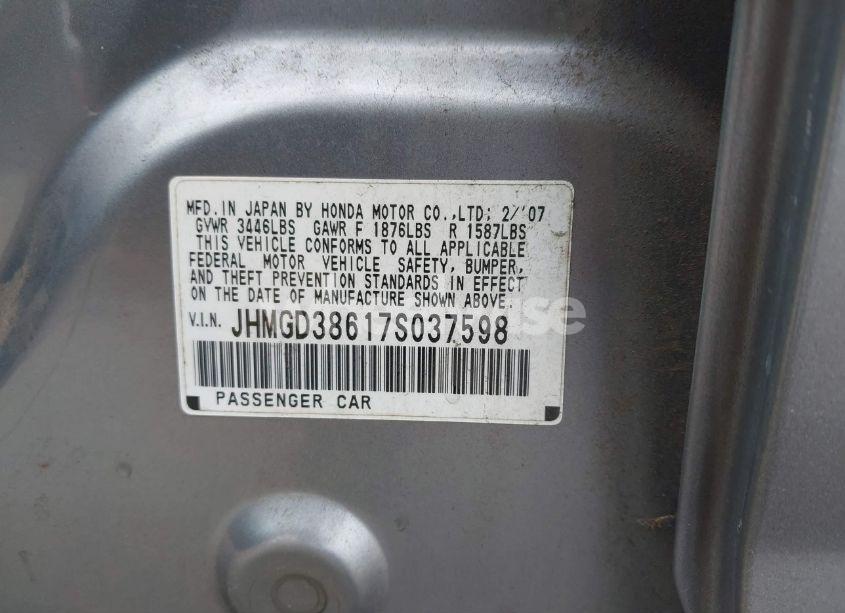 MFD. IN JAPAN BY HONDA MOTOR CO.,LTD; 2/'07
GVWR 3446LBS GAWR F 1876LBS R 1587LBS
THIS VEHICLE CONFORMS TO ALL APPLICABLE
FEDERAL MOTOR VEHICLE SAFETY, BUMPER,
AND THEFT PREVENTION STANDARDS IN EFFECT
ON THE DATE OF MANUFACTURE SHOWN ABOVE.
V.I.N. JHMGD38617S037598
PASSENGER CAR